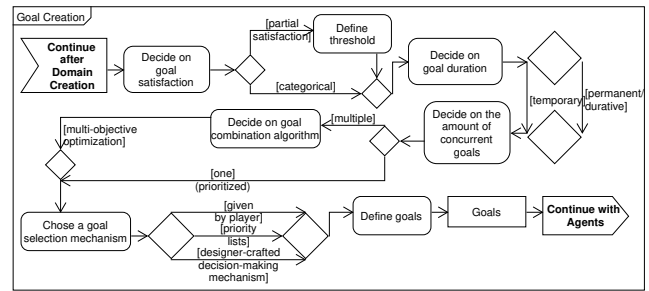 Goal Creation
Continue
after
Domain
Creation
Decide on
goal
satisfaction
[partial
satisfaction]
Define
threshold
[categorical]
Decide on
goal duration
[temporary]
[permanent/
durative]
Decide on the
amount of
concurrent
goals
[multiple]
Decide on goal
combination algorithm
[multi-objective
optimization]
[one]
(prioritized)
Chose a goal
selection mechanism
[given
by player]
[priority
lists]
[designer-crafted
decision-making
mechanism]
Define goals
Goals
Continue with
Agents